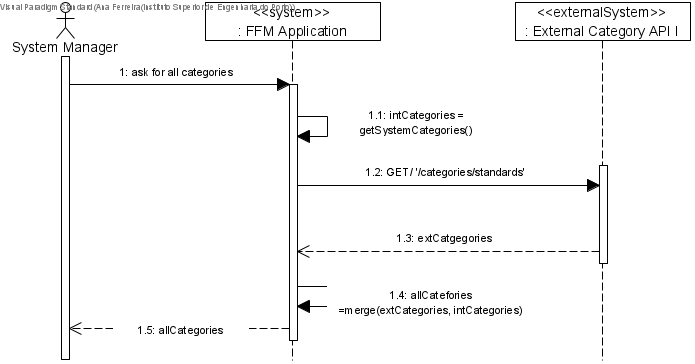 Visual Paradigm Standard(Ana Ferreira(Instituto Superior de Engenharia do Porto))
System Manager
<<system>>
: FFM Application
<<externalSystem>>
: External Category API I
1: ask for all categories
1.1: intCategories =
getSystemCategories()
1.2: GET/ '/categories/standards'
1.3: extCatgegories
1.4: allCatefories
=merge(extCategories, intCategories)
1.5: allCategories